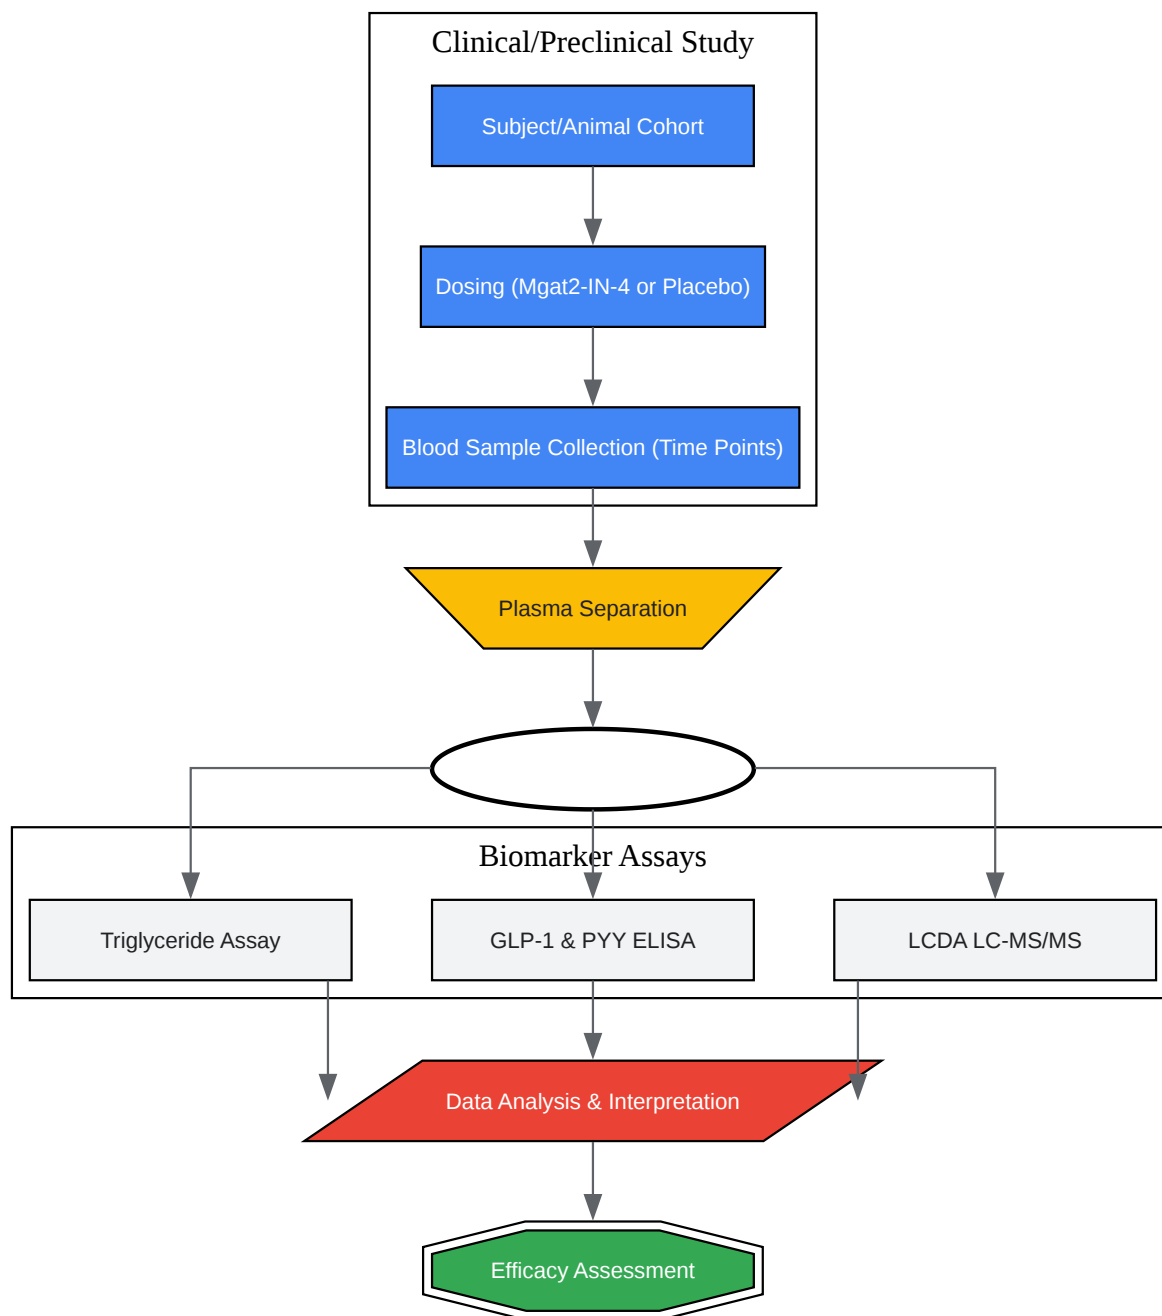 Clinical/Preclinical Study
Subject/Animal Cohort
Dosing (Mgat2-IN-4 or Placebo)
Blood Sample Collection (Time Points)
Plasma Separation
Biomarker Assays
Triglyceride Assay
GLP-1 & PYY ELISA
LCDA LC-MS/MS
Data Analysis & Interpretation
Efficacy Assessment